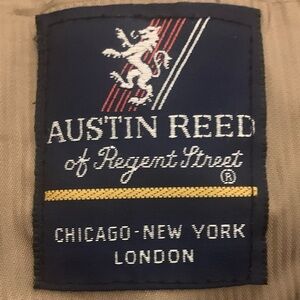 AUSTIN REED
of Regent Street
®
CHICAGO-NEW YORK
LONDON